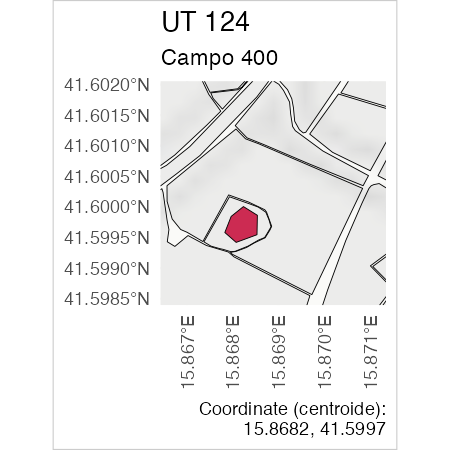 UT 124
Campo 400
41.6020°N
41.6015°N
41.6010°N
41.6005°N
41.6000°N
41.5995°N
41.5990°N
41.5985°N
15.867°E
15.868°E
15.869°E
15.870°E
15.871°E
Coordinate (centroide):
15.8682, 41.5997